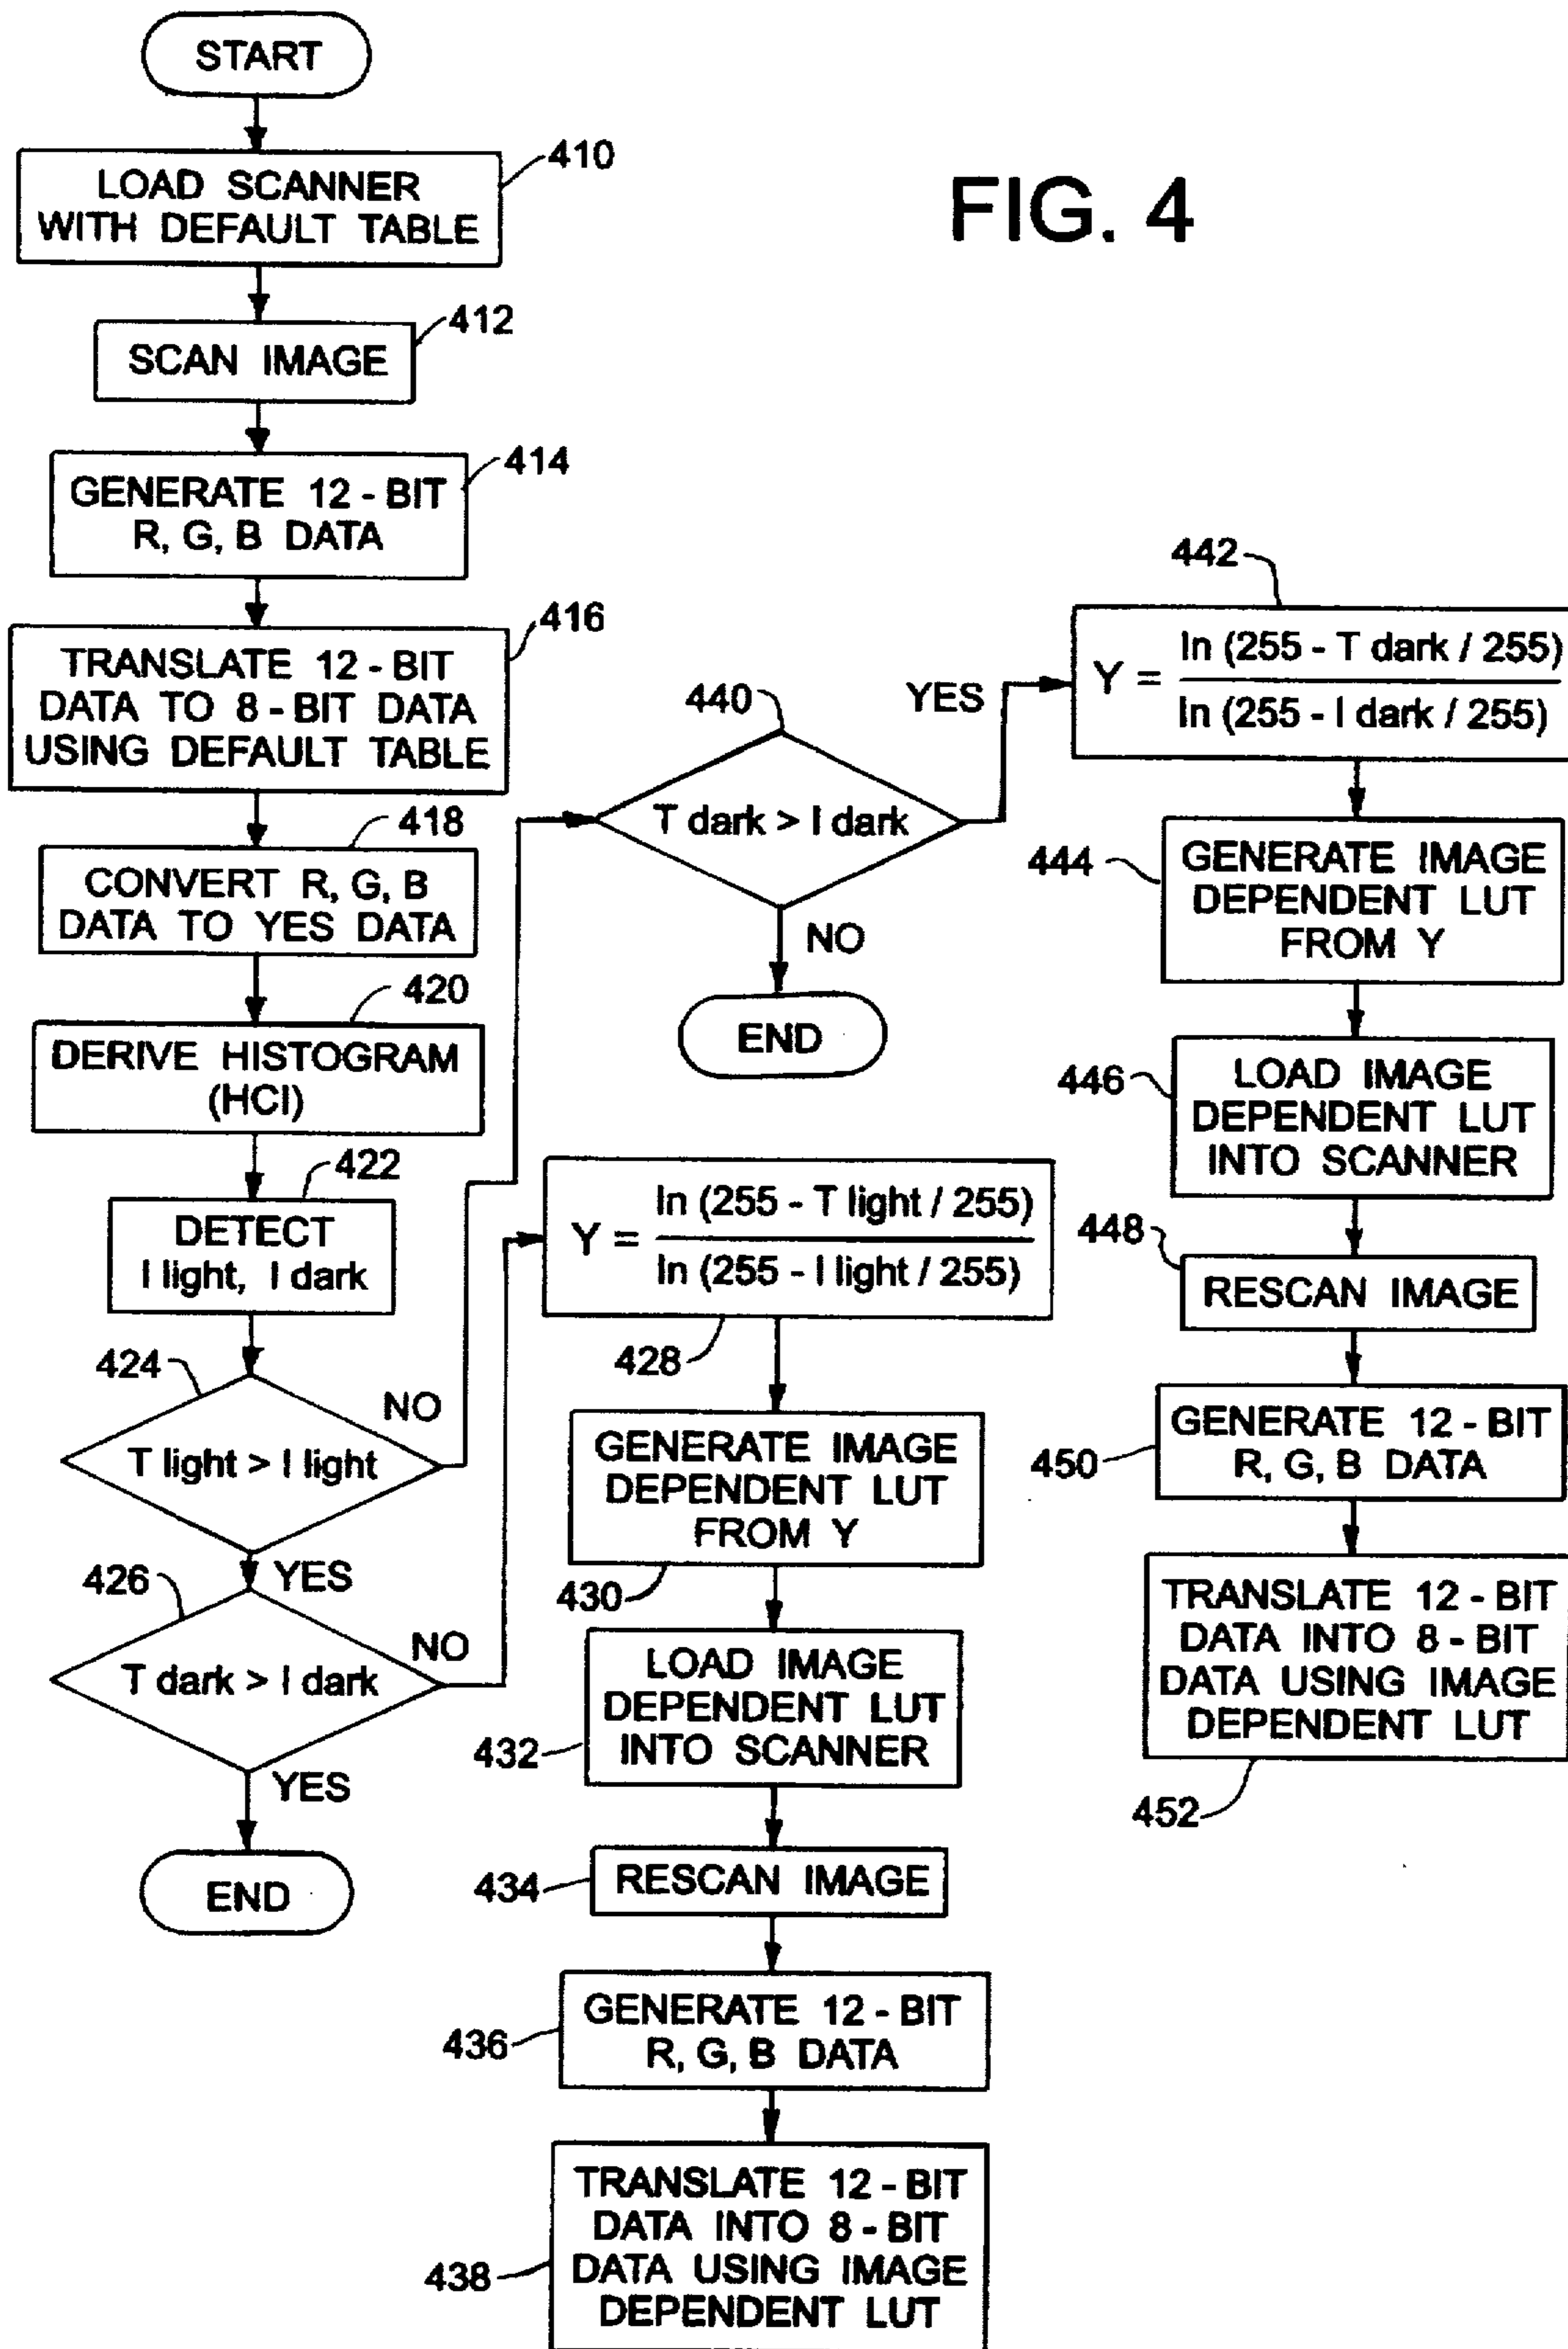 FIG. 4
START
410
LOAD SCANNER
WITH DEFAULT TABLE
412
SCAN IMAGE
414
GENERATE 12 - BIT
R, G, B DATA
416
TRANSLATE 12 - BIT
DATA TO 8 - BIT DATA
USING DEFAULT TABLE
418
CONVERT R, G, B
DATA TO YES DATA
420
DERIVE HISTOGRAM
(HCI)
422
DETECT
I light, I dark
424
T light > I light
NO
YES
426
T dark > I dark
NO
YES
END
Y = ln (255 - T light / 255)
ln (255 - I light / 255)
428
GENERATE IMAGE
DEPENDENT LUT
FROM Y
430
LOAD IMAGE
DEPENDENT LUT
INTO SCANNER
432
RESCAN IMAGE
434
GENERATE 12 - BIT
R, G, B DATA
436
TRANSLATE 12 - BIT
DATA INTO 8 - BIT
DATA USING IMAGE
DEPENDENT LUT
438
440
T dark > I dark
YES
NO
END
442
Y = ln (255 - T dark / 255)
ln (255 - I dark / 255)
444
GENERATE IMAGE
DEPENDENT LUT
FROM Y
446
LOAD IMAGE
DEPENDENT LUT
INTO SCANNER
448
RESCAN IMAGE
450
GENERATE 12 - BIT
R, G, B DATA
TRANSLATE 12 - BIT
DATA INTO 8 - BIT
DATA USING IMAGE
DEPENDENT LUT
452